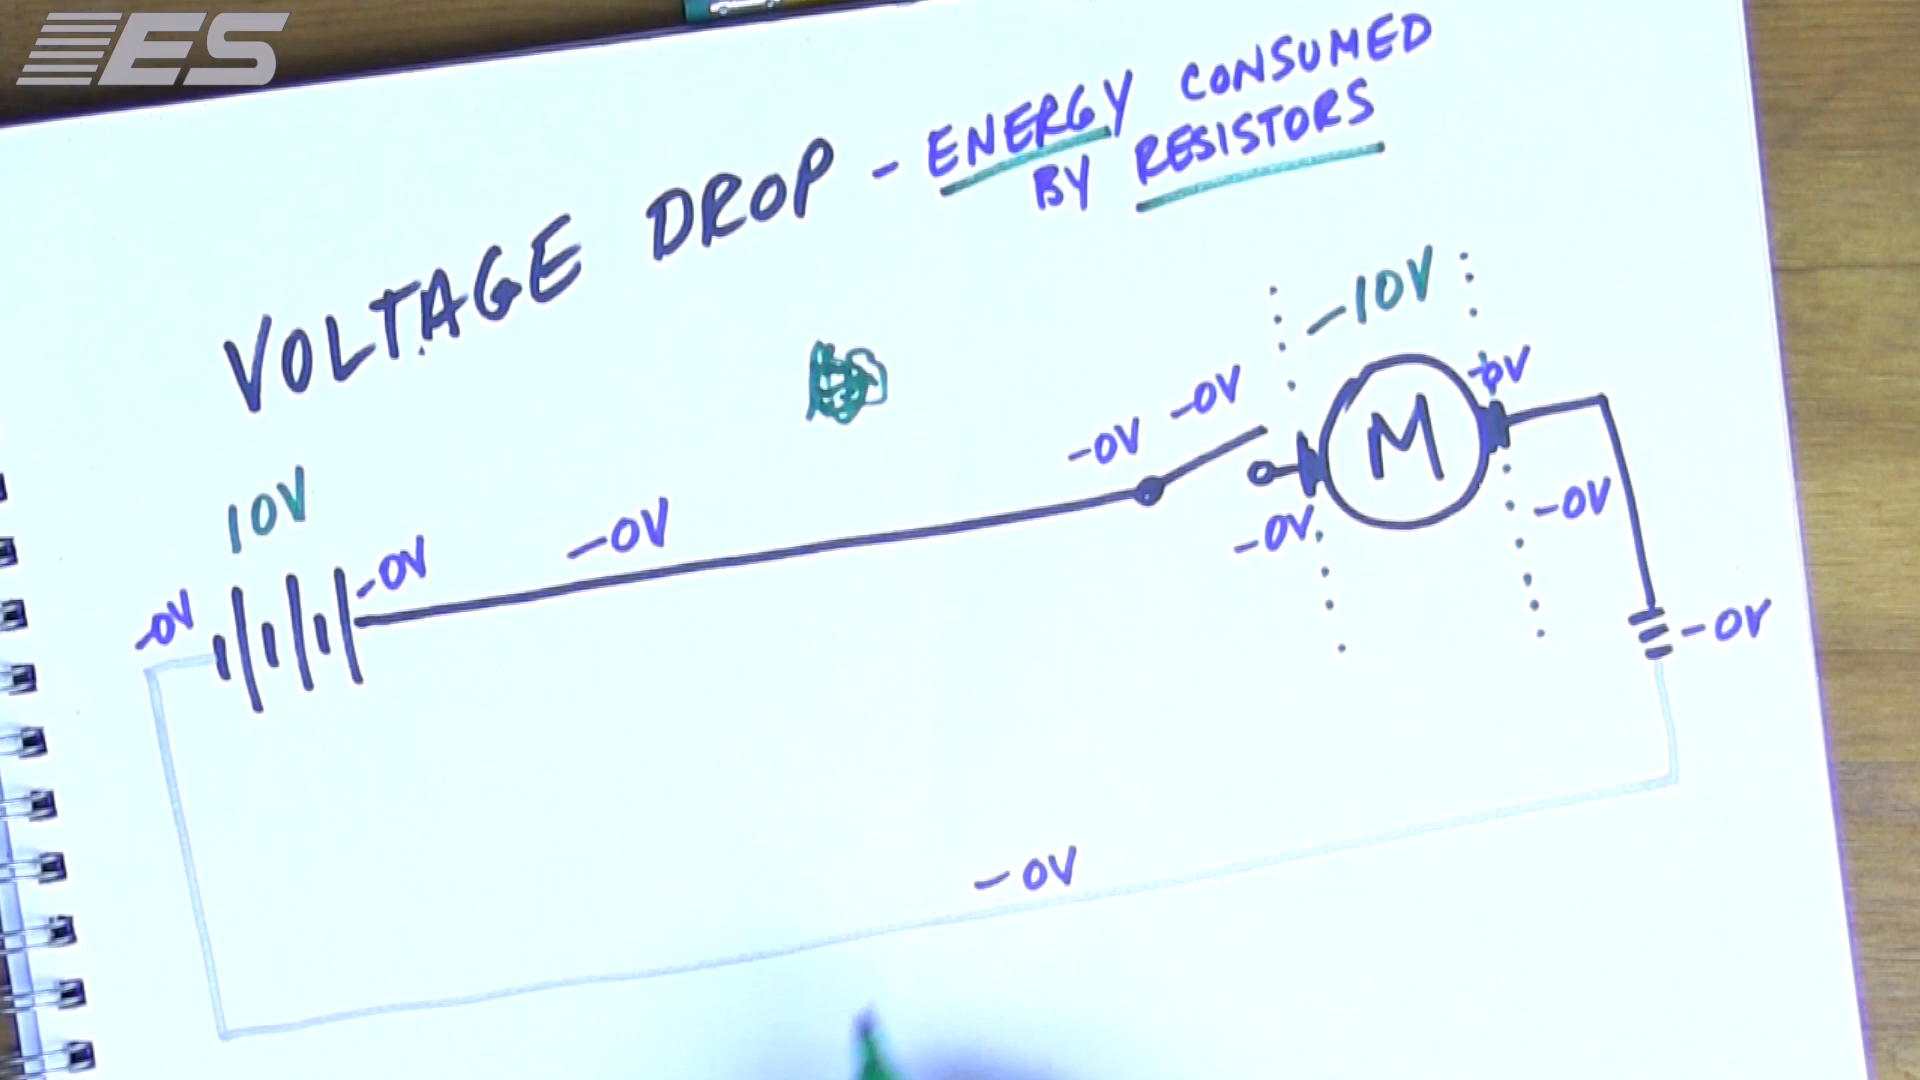 ES
VOLTAGE DROP - ENERGY CONSUMED
BY RESISTORS
-10V
-0V
-0V
M
-0V
-0V
10V
-0V
-0V
-0V
-0V
-0V
-0V